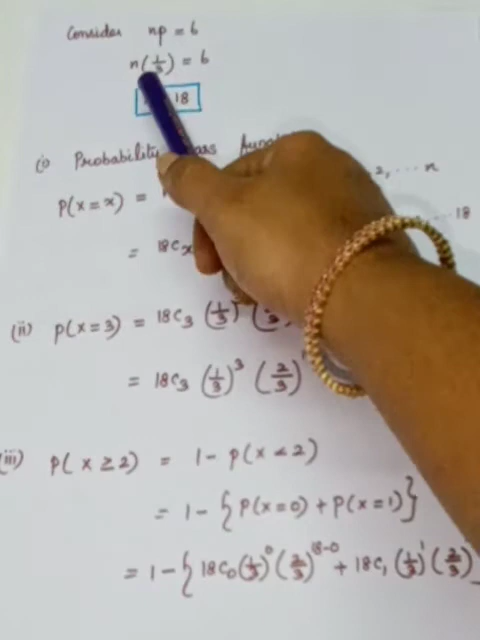 Consider np = 6
n(1/3) = 6
18
(i) Probability
P(x=x) = 2, ... n
= 18Cx ... 18
(ii) P(x=3) = 18C3 (1/3)
= 18C3 (1/3)^3 (2/3)
(iii) P(x≥2) = 1 - P(x<2)
= 1 - {P(x=0) + P(x=1)}
= 1 - {18C0 (1/3)^0 (2/3)^18-0 + 18C1 (1/3)^1 (2/3)